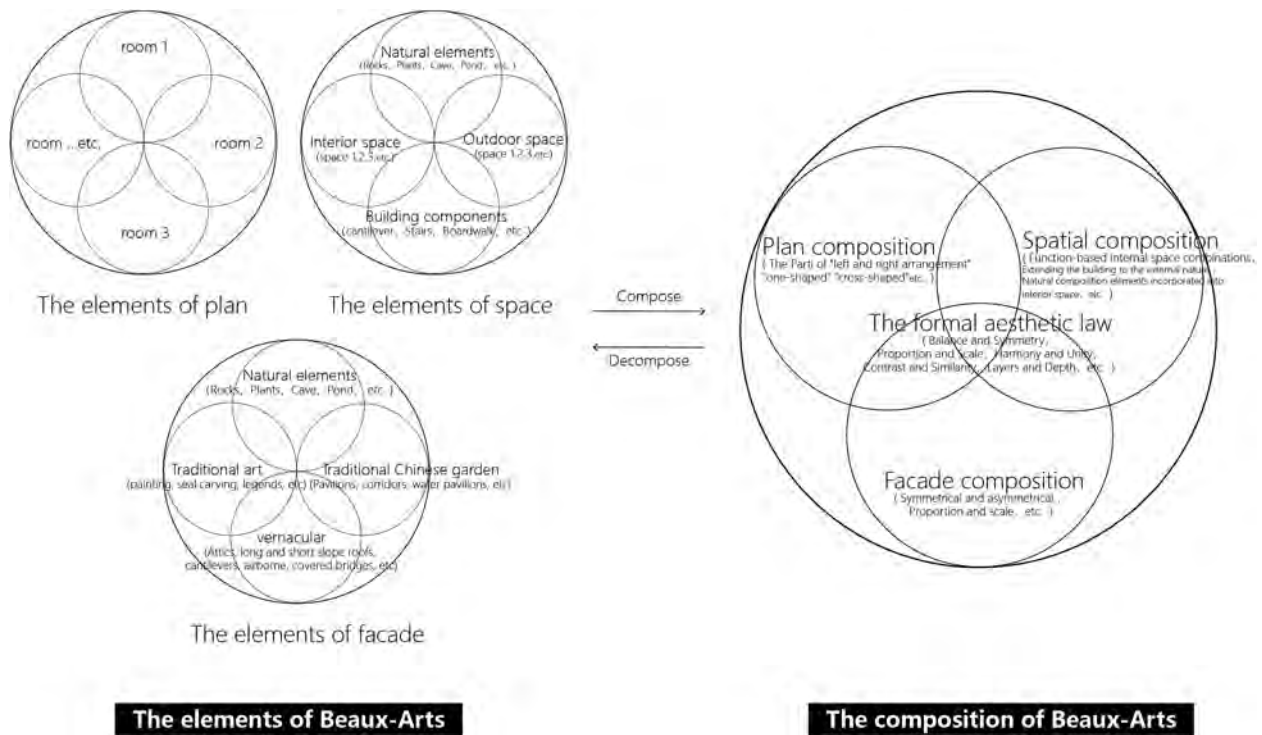 room 1
room ...etc,
room 2
room 3
The elements of plan
Natural elements
(Rocks, Plants, Cave, Pond, etc. )
Interior space
(space 1,2,3,etc.)
Outdoor space
(space 1,2,3,etc)
Building components
(cantilever, Stairs, Boardwalk, etc. )
The elements of space
Natural elements
(Rocks, Plants, Cave, Pond, etc. )
Traditional art
(painting, seal carving, legends, etc)
Traditional Chinese garden
(Pavilions, corridors, water pavilions, etc)
vernacular
(Attics, long and short slope roofs,
cantilevers, airborne, covered bridges, etc)
The elements of facade
The elements of Beaux-Arts
Compose
Decompose
Plan composition
( The Parti of "left and right arrangement"
"one-shaped" "cross-shaped"etc. )
Spatial composition
( Function-based internal space combinations,
Extending the building to the external nature
Natural composition elements incorporated into
interior space, etc. )
The formal aesthetic law
( Balance and Symmetry,
Proportion and Scale, Harmony and Unity,
Contrast and Similarity, Layers and Depth, etc. )
Facade composition
( Symmetrical and asymmetrical,
Proportion and scale, etc. )
The composition of Beaux-Arts